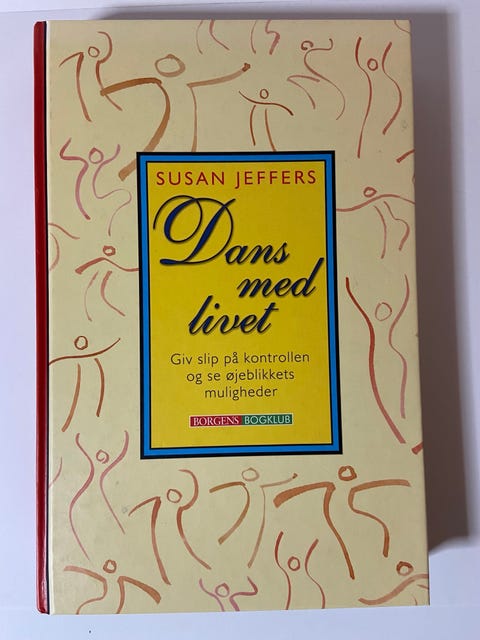 SUSAN JEFFERS
Dans
med
livet
Giv slip på kontrollen
og se øjeblikkets
muligheder
BORGENS BOGKLUB